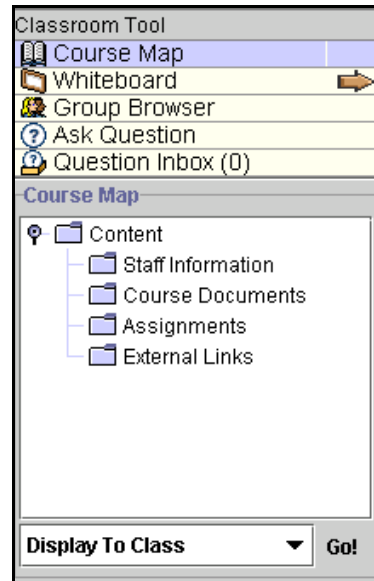 Classroom Tool
Course Map
Whiteboard
Group Browser
Ask Question
Question Inbox (0)
Course Map
Content
Staff Information
Course Documents
Assignments
External Links
Display To Class
Go!